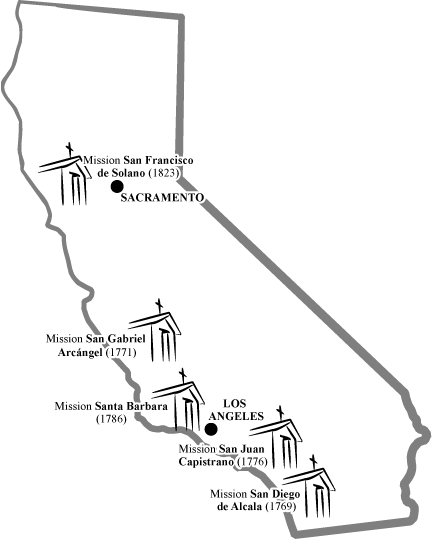 Mission San Francisco
de Solano (1823)
SACRAMENTO
Mission San Gabriel
Arcángel (1771)
Mission Santa Barbara
(1786)
LOS
ANGELES
Mission San Juan
Capistrano (1776)
Mission San Diego
de Alcala (1769)